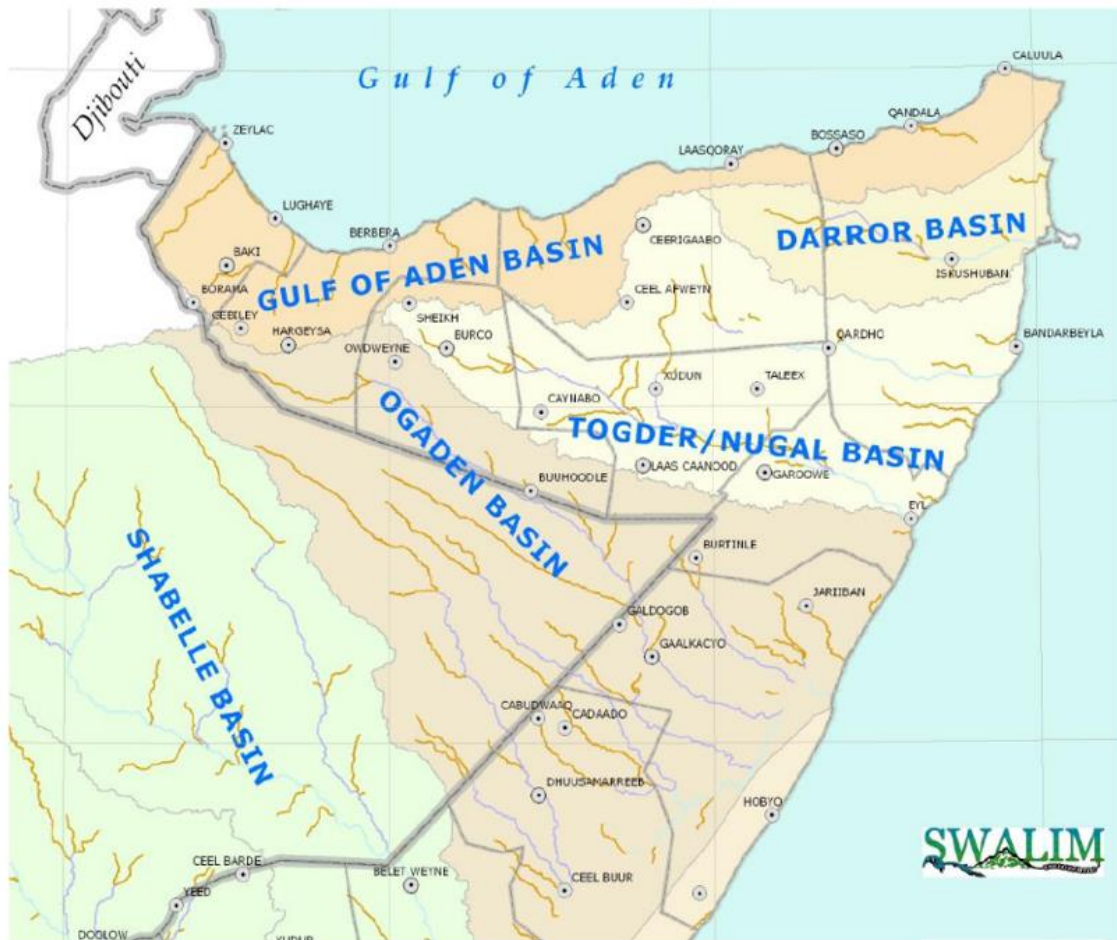 Djibouti
Gulf of Aden
CALUULA
QANDALA
ZEYLAC
BOSSASO
LAASQORAY
LUGHAYE
CEERIGAABO
DARROR BASIN
BERBERA
BAKI
GULF OF ADEN BASIN
ISKUSHUBAN
BORAMA
CEEL AFWEYN
SHEIKH
GEBILEY
HARGEYSA
BURCO
QARDHO
BANDARBEYLA
OWDWEYNE
XUDUN
TALEEX
CAYNABO
OGADEN BASIN
TOGDER/NUGAL BASIN
LAAS CAANOOD
GAROOWE
BUUHOODLE
EYL
SHABELLE BASIN
BURTINLE
JARIIBAN
GALDOGOB
GAALKACYO
CABUDWAAQ
CADAADO
DHUUSAMARREEB
HOBYO
SWALIM
CEEL BARDE
BELET WEYNE
CEEL BUUR
YEED
DOOLOW